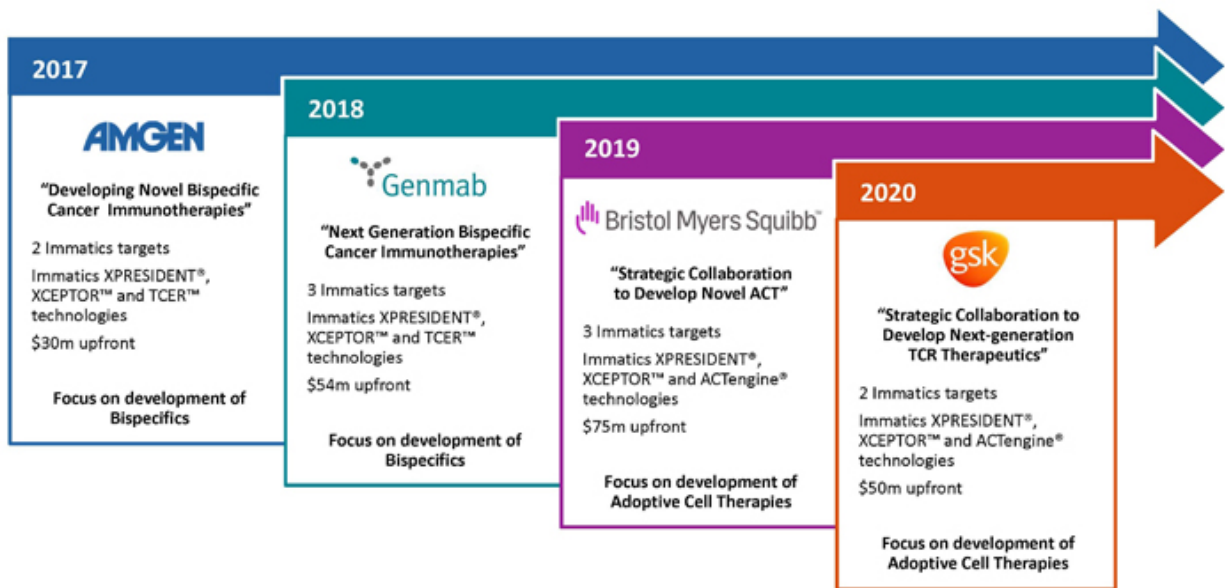 2017
AMGEN
“Developing Novel Bispecific
Cancer Immunotherapies”
2 Immatics targets
Immatics XPRESIDENT®,
XCEPTOR™ and TCER™
technologies
$30m upfront
Focus on development of
Bispecifics
2018
Genmab
“Next Generation Bispecific
Cancer Immunotherapies”
3 Immatics targets
Immatics XPRESIDENT®,
XCEPTOR™ and TCER™
technologies
$54m upfront
Focus on development of
Bispecifics
2019
Bristol Myers Squibb™
“Strategic Collaboration
to Develop Novel ACT”
3 Immatics targets
Immatics XPRESIDENT®,
XCEPTOR™ and ACTengine®
technologies
$75m upfront
Focus on development of
Adoptive Cell Therapies
2020
gsk
“Strategic Collaboration to
Develop Next-generation
TCR Therapeutics”
2 Immatics targets
Immatics XPRESIDENT®,
XCEPTOR™ and ACTengine®
technologies
$50m upfront
Focus on development of
Adoptive Cell Therapies